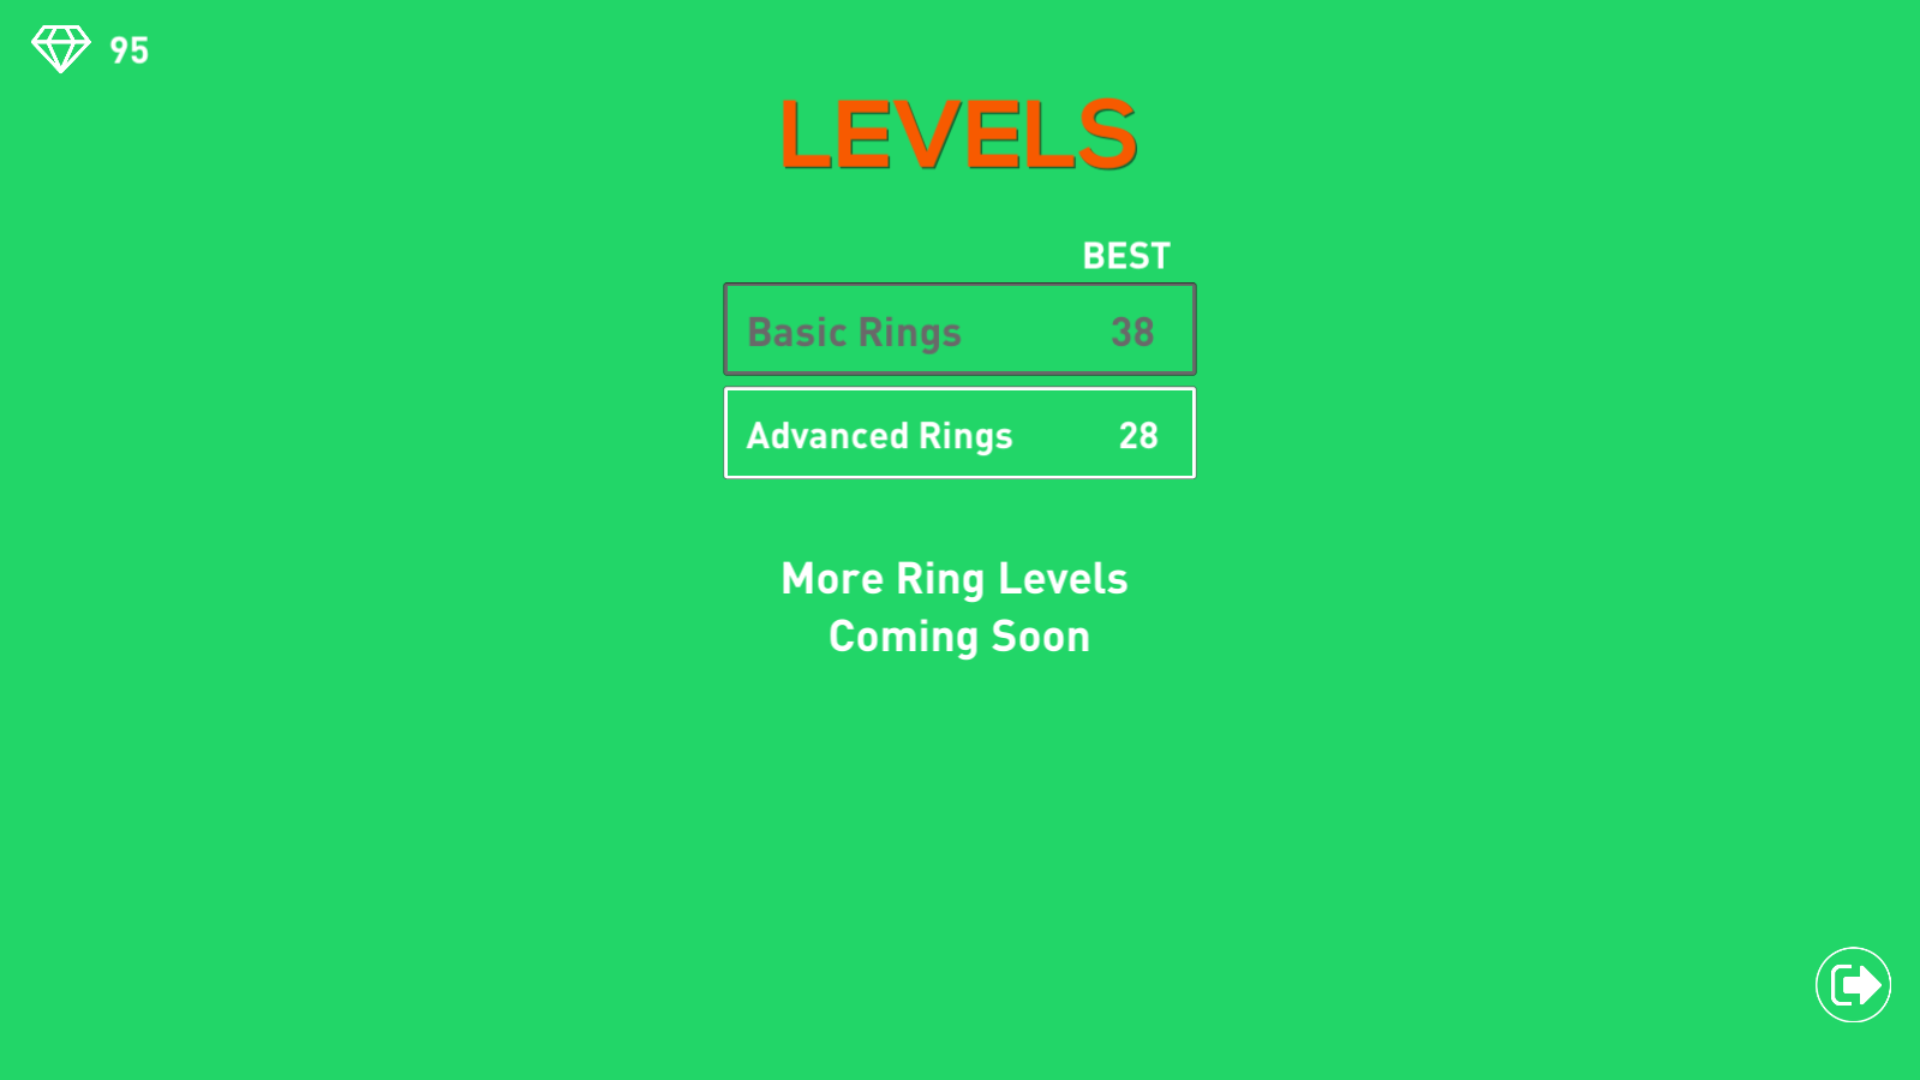 95
LEVELS
BEST
Basic Rings 38
Advanced Rings 28
More Ring Levels
Coming Soon